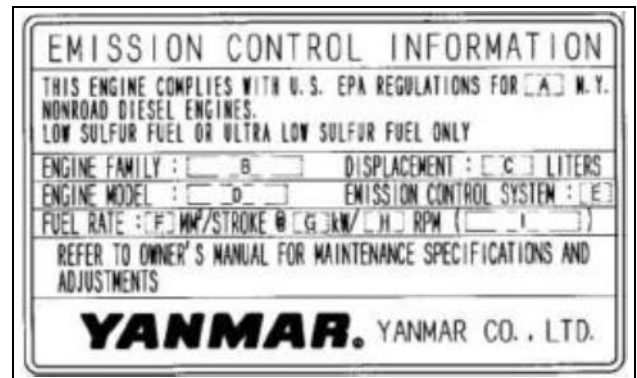 EMISSION CONTROL INFORMATION
THIS ENGINE COMPLIES WITH U.S. EPA REGULATIONS FOR [A] M.Y.
NONROAD DIESEL ENGINES.
LOW SULFUR FUEL OR ULTRA LOW SULFUR FUEL ONLY
ENGINE FAMILY : [ B ] DISPLACEMENT : [ C ] LITERS
ENGINE MODEL : [ D ] EMISSION CONTROL SYSTEM : [E]
FUEL RATE : [F] MM³/STROKE @ [G]kW/ [H] RPM ([ I ])
REFER TO OWNER'S MANUAL FOR MAINTENANCE SPECIFICATIONS AND
ADJUSTMENTS
YANMAR. YANMAR CO., LTD.